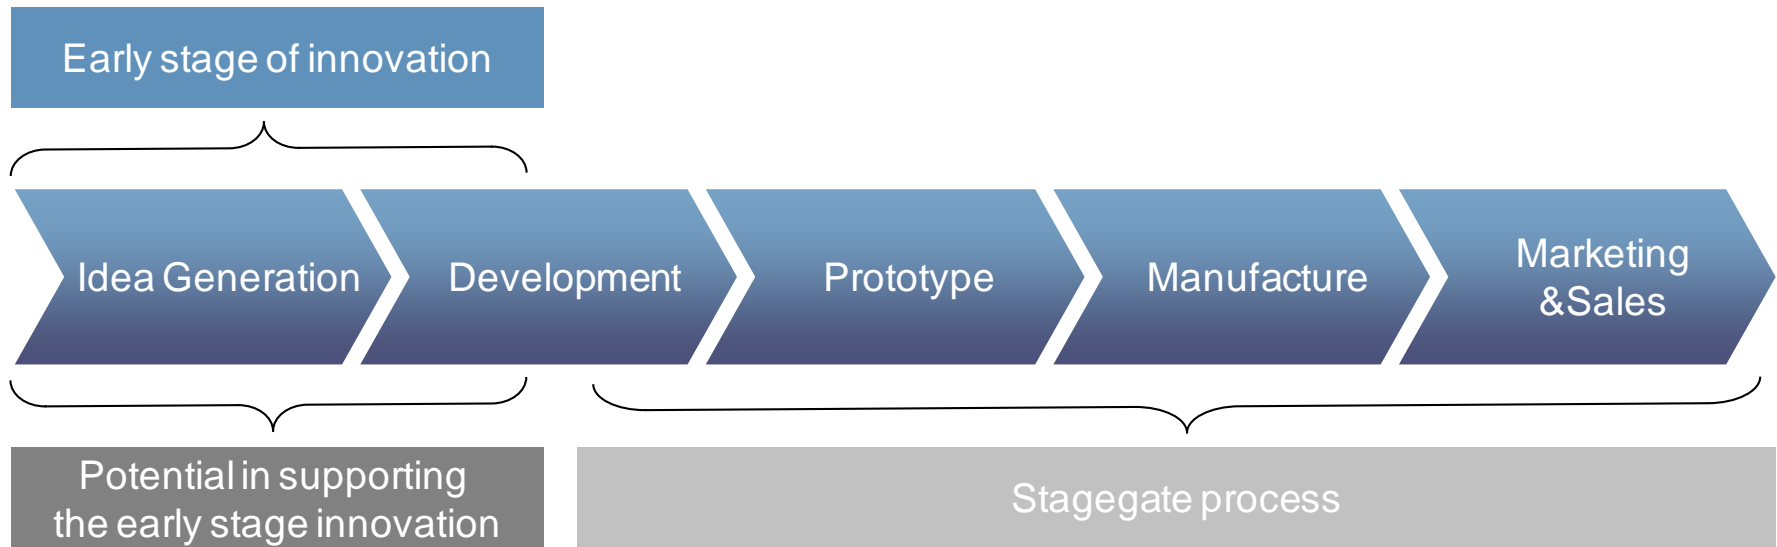 Early stage of innovation
Idea Generation
Development
Prototype
Manufacture
Marketing
&Sales
Potential in supporting
the early stage innovation
Stagegate process